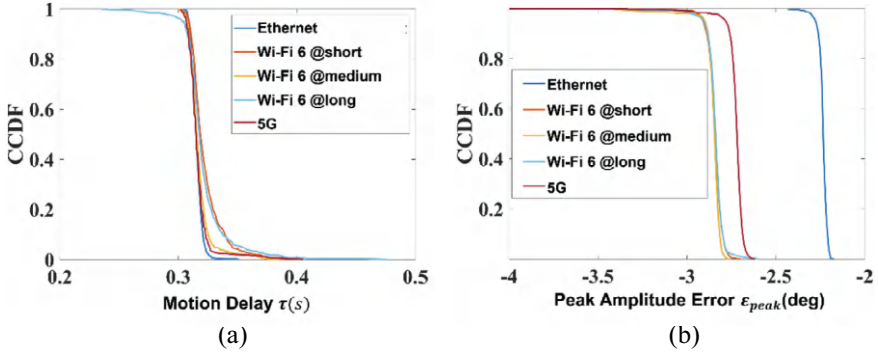 CCDF
1
0.8
0.6
0.4
0.2
0
0.2
0.3
0.4
0.5
Motion Delay τ(s)
Ethernet
Wi-Fi 6 @short
Wi-Fi 6 @medium
Wi-Fi 6 @long
5G
(a)
CCDF
0.8
0.6
0.4
0.2
-4
-3.5
-3
-2.5
-2
Peak Amplitude Error ε_peak(deg)
Ethernet
Wi-Fi 6 @short
Wi-Fi 6 @medium
Wi-Fi 6 @long
5G
(b)